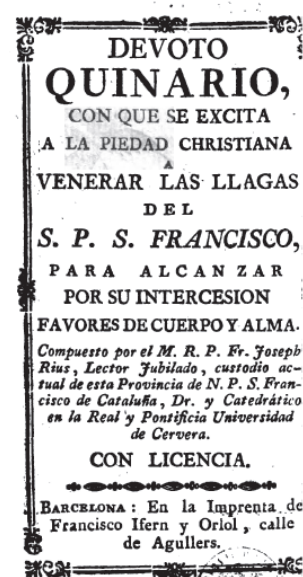 DEVOTO
QUINARIO,
CON QUE SE EXCITA
A LA PIEDAD CHRISTIANA
A
VENERAR LAS LLAGAS
DEL
S. P. S. FRANCISCO,
PARA ALCANZAR
POR SU INTERCESION
FAVORES DE CUERPO Y ALMA.
Compuesto por el M. R. P. Fr. Joseph
Rius, Lector Jubilado, custodio ac-
tual de esta Provincia de N. P. S. Fran-
cisco de Cataluña, Dr. y Catedrático
en la Real y Pontificia Universidad
de Cervera.
CON LICENCIA.
BARCELONA: En la Imprenta de
Francisco Ifern y Oriol, calle
de Agullers.